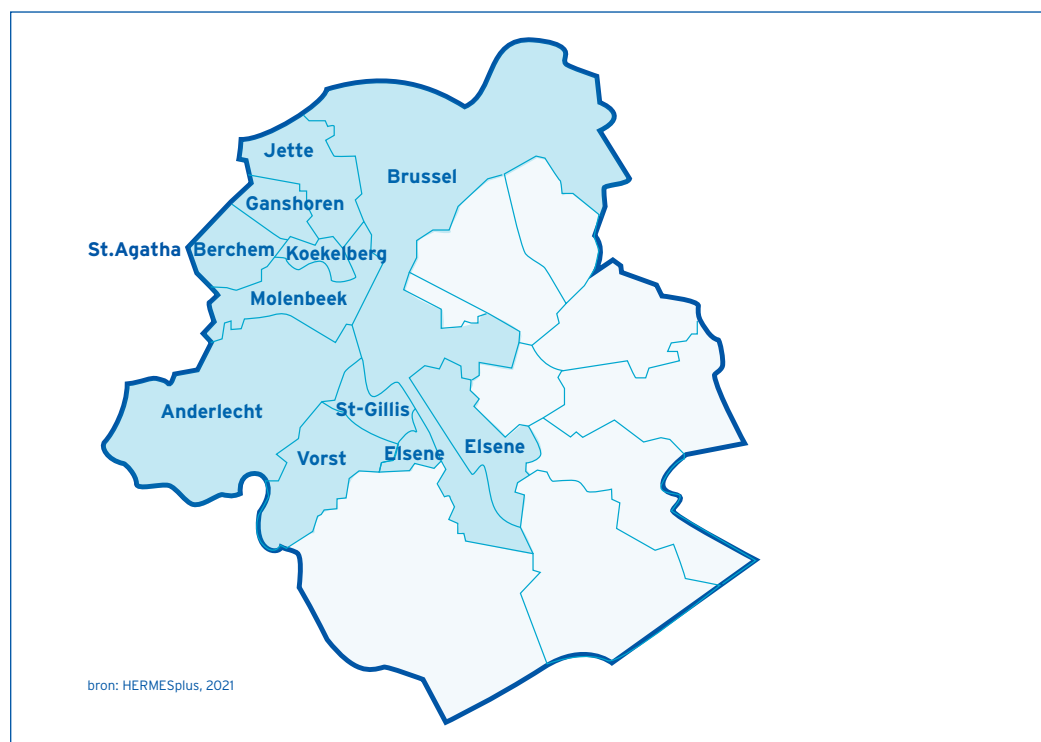 Jette
Brussel
Ganshoren
St.Agatha Berchem
Koekelberg
Molenbeek
Anderlecht
St-Gillis
Elsene
Elsene
Vorst
bron: HERMESplus, 2021